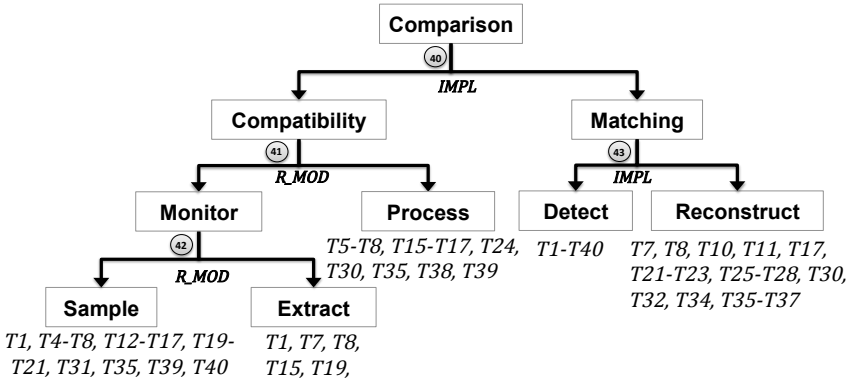 Comparison
40
IMPL
Compatibility
Matching
41
R_MOD
43
IMPL
Monitor
Process
Detect
Reconstruct
T5-T8, T15-T17, T24,
T30, T35, T38, T39
T1-T40
T7, T8, T10, T11, T17,
T21-T23, T25-T28, T30,
T32, T34, T35-T37
42
R_MOD
Sample
Extract
T1, T4-T8, T12-T17, T19-
T21, T31, T35, T39, T40
T1, T7, T8,
T15, T19,